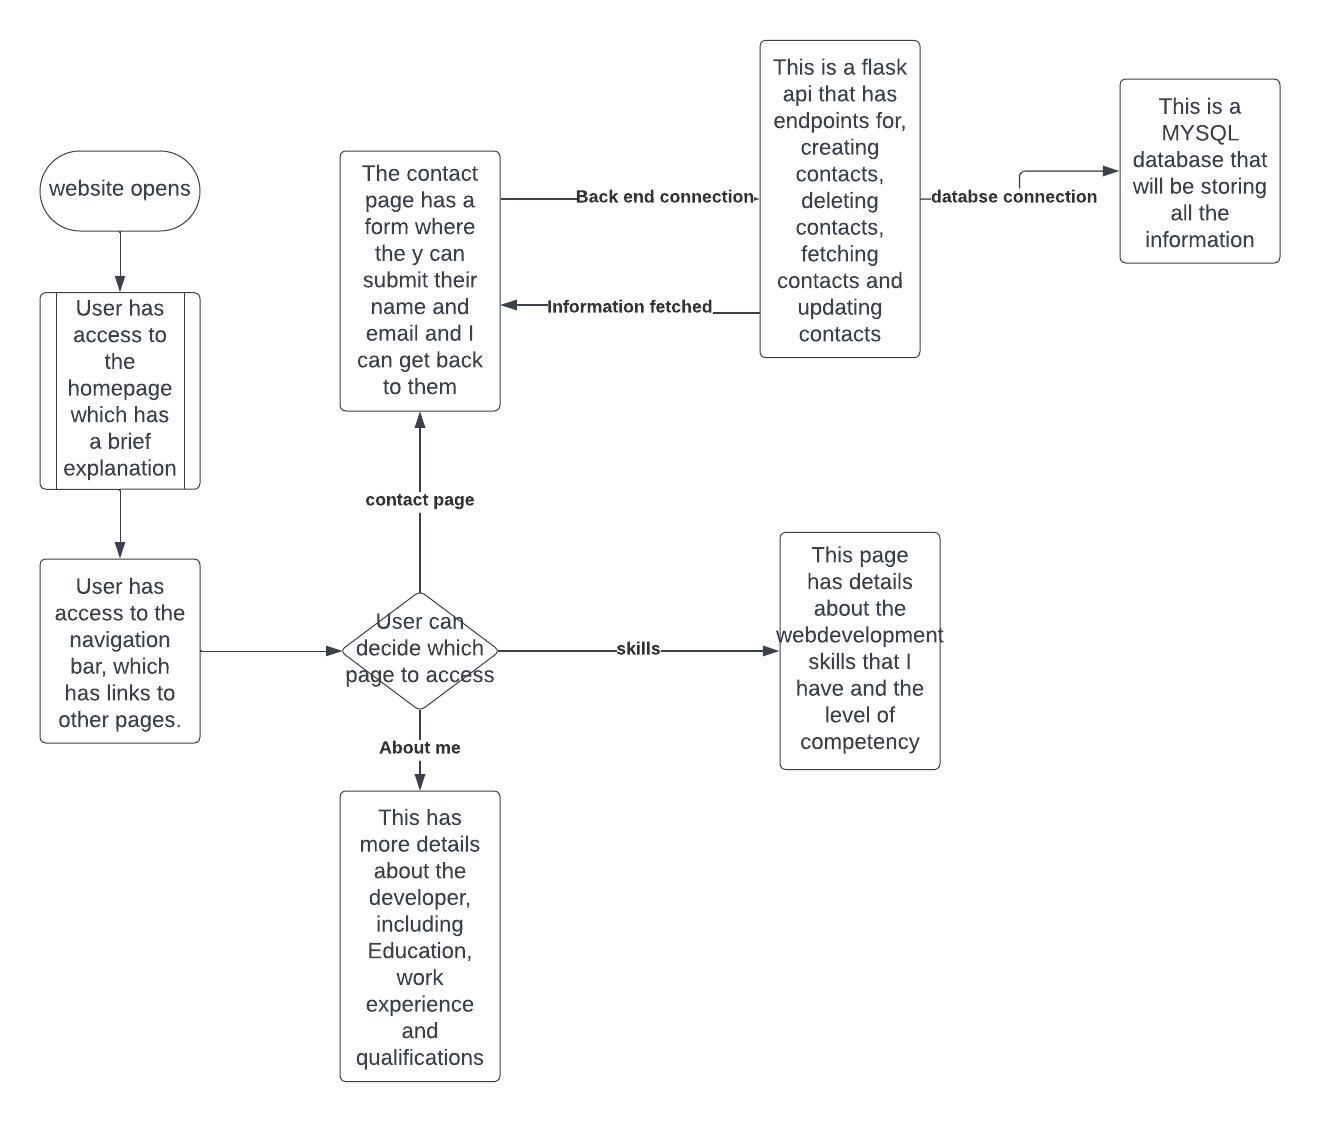 website opens
User has
access to
the
homepage
which has
a brief
explanation
User has
access to the
navigation
bar, which
has links to
other pages.
User can
decide which
page to access
contact page
The contact
page has a
form where
the y can
submit their
name and
email and I
can get back
to them
Back end connection
Information fetched
This is a flask
api that has
endpoints for,
creating
contacts,
deleting
contacts,
fetching
contacts and
updating
contacts
databse connection
This is a
MYSQL
database that
will be storing
all the
information
skills
This page
has details
about the
webdevelopment
skills that I
have and the
level of
competency
About me
This has
more details
about the
developer,
including
Education,
work
experience
and
qualifications